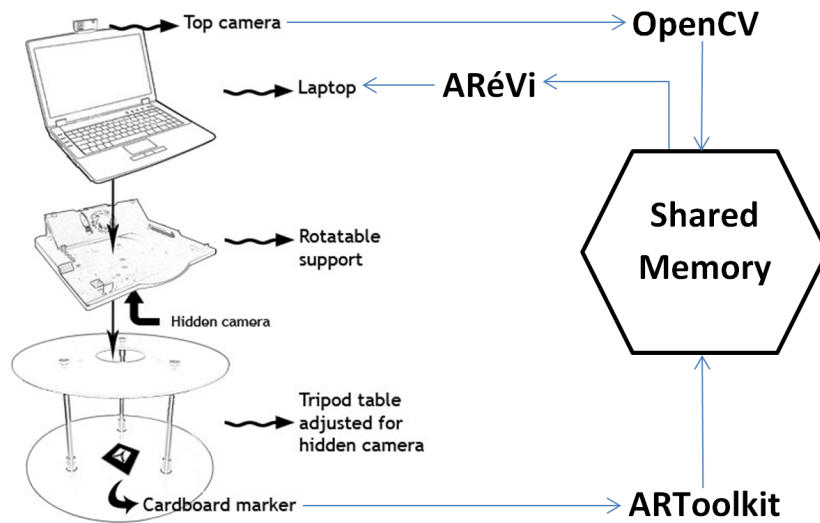 Top camera
OpenCV
Laptop
ARéVi
Shared
Memory
Rotatable
support
Hidden camera
Tripod table
adjusted for
hidden camera
Cardboard marker
ARToolkit